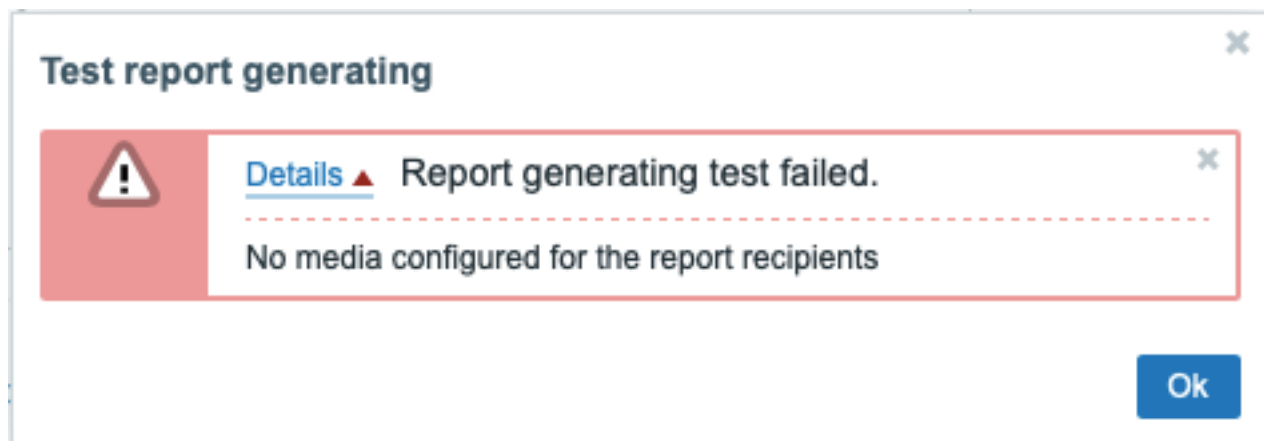 Test report generating
Details Report generating test failed.
No media configured for the report recipients
Ok